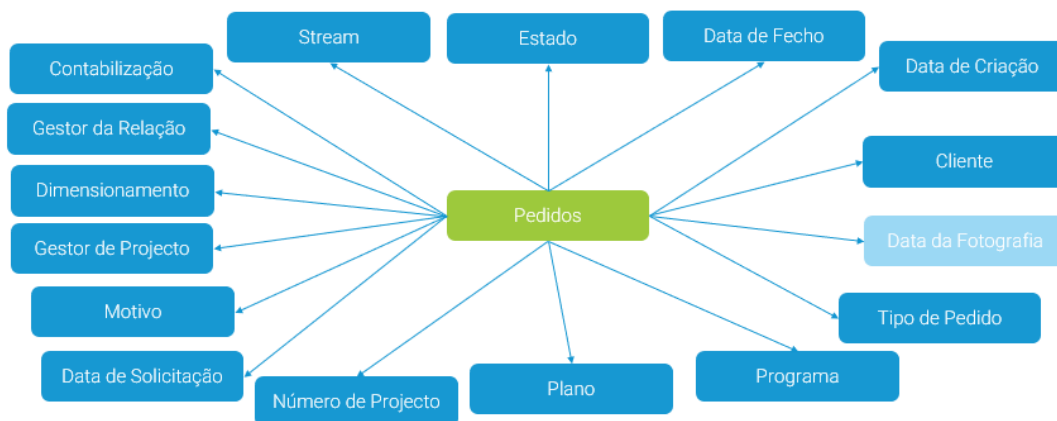 Stream
Estado
Data de Fecho
Contabilização
Data de Criação
Gestor da Relação
Cliente
Dimensionamento
Pedidos
Gestor de Projecto
Data da Fotografia
Motivo
Tipo de Pedido
Data de Solicitação
Programa
Número de Projecto
Plano